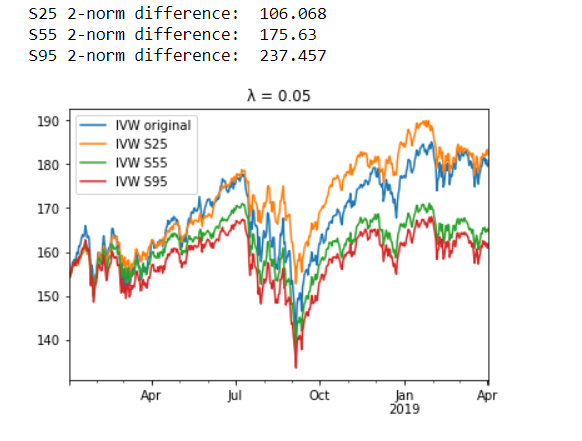 S25 2-norm difference:  106.068
S55 2-norm difference:  175.63
S95 2-norm difference:  237.457
λ = 0.05
IVW original
IVW S25
IVW S55
IVW S95
190
180
170
160
150
140
Apr Jul Oct Jan Apr
2019